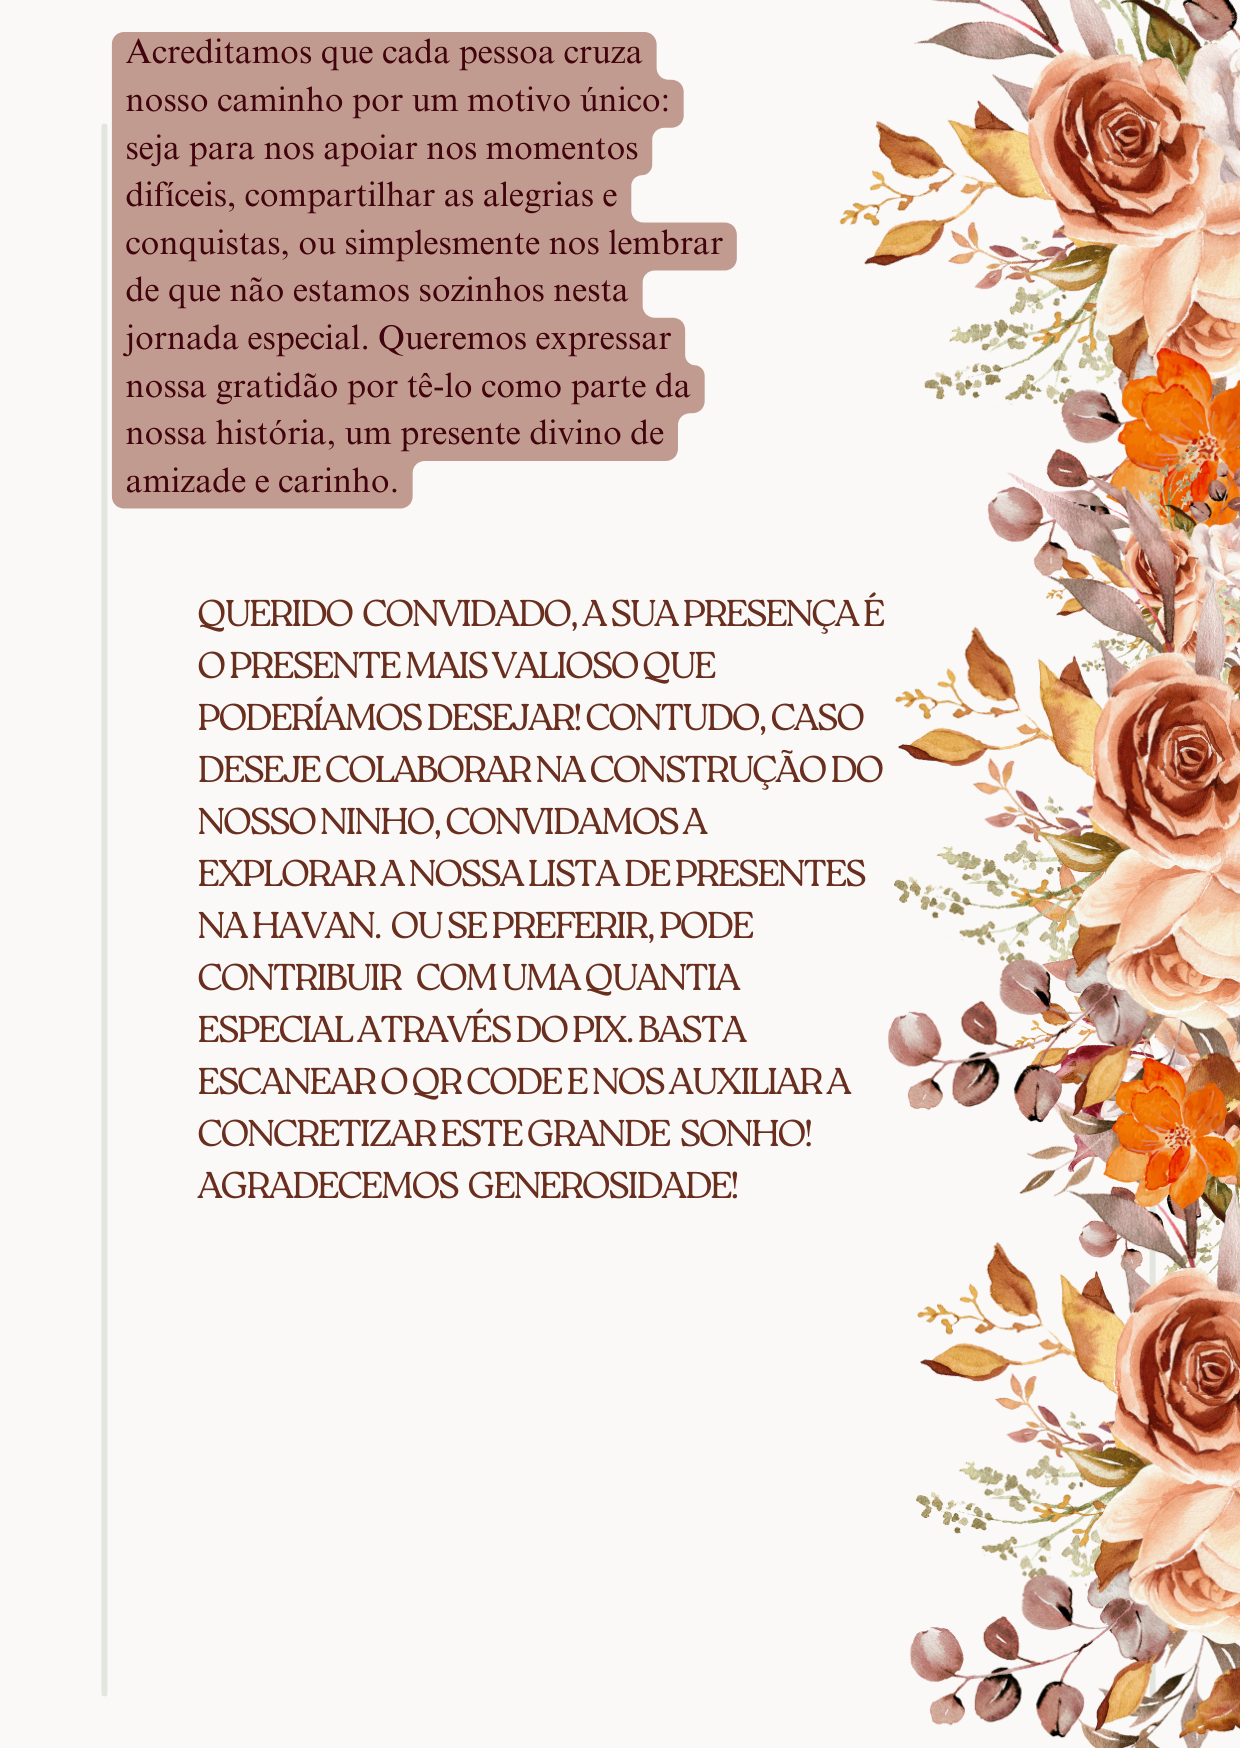 Acreditamos que cada pessoa cruza
nosso caminho por um motivo único:
seja para nos apoiar nos momentos
difíceis, compartilhar as alegrias e
conquistas, ou simplesmente nos lembrar
de que não estamos sozinhos nesta
jornada especial. Queremos expressar
nossa gratidão por tê-lo como parte da
nossa história, um presente divino de
amizade e carinho.
QUERIDO CONVIDADO, A SUA PRESENÇA É
O PRESENTE MAIS VALIOSO QUE
PODERÍAMOS DESEJAR! CONTUDO, CASO
DESEJE COLABORAR NA CONSTRUÇÃO DO
NOSSO NINHO, CONVIDAMOS A
EXPLORAR A NOSSA LISTA DE PRESENTES
NA HAVAN. OU SE PREFERIR, PODE
CONTRIBUIR COM UMA QUANTIA
ESPECIAL ATRAVÉS DO PIX. BASTA
ESCANEAR O QR CODE E NOS AUXILIAR A
CONCRETIZAR ESTE GRANDE SONHO!
AGRADECEMOS GENEROSIDADE!